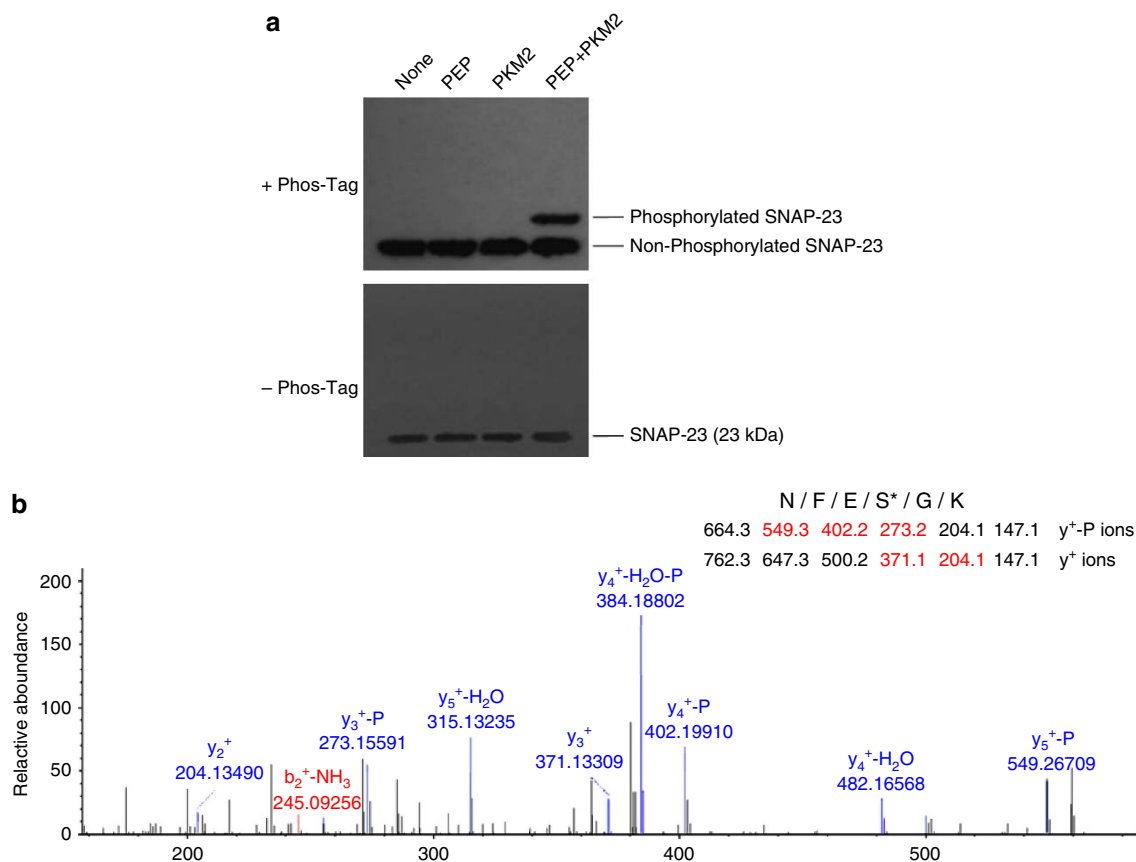 a
None PEP PKM2 PEP+PKM2
+ Phos-Tag
Phosphorylated SNAP-23
Non-Phosphorylated SNAP-23
– Phos-Tag
SNAP-23 (23 kDa)
b
N / F / E / S* / G / K
664.3 549.3 402.2 273.2 204.1 147.1 y⁺-P ions
762.3 647.3 500.2 371.1 204.1 147.1 y⁺ ions
Relactive aboundance
200
150
100
50
0
y₂⁺
204.13490
b₂⁺-NH₃
245.09256
y₃⁺-P
273.15591
y₅⁺-H₂O
315.13235
y₃⁺
371.13309
y₄⁺-H₂O-P
384.18802
y₄⁺-P
402.19910
y₄⁺-H₂O
482.16568
y₅⁺-P
549.26709
200 300 400 500